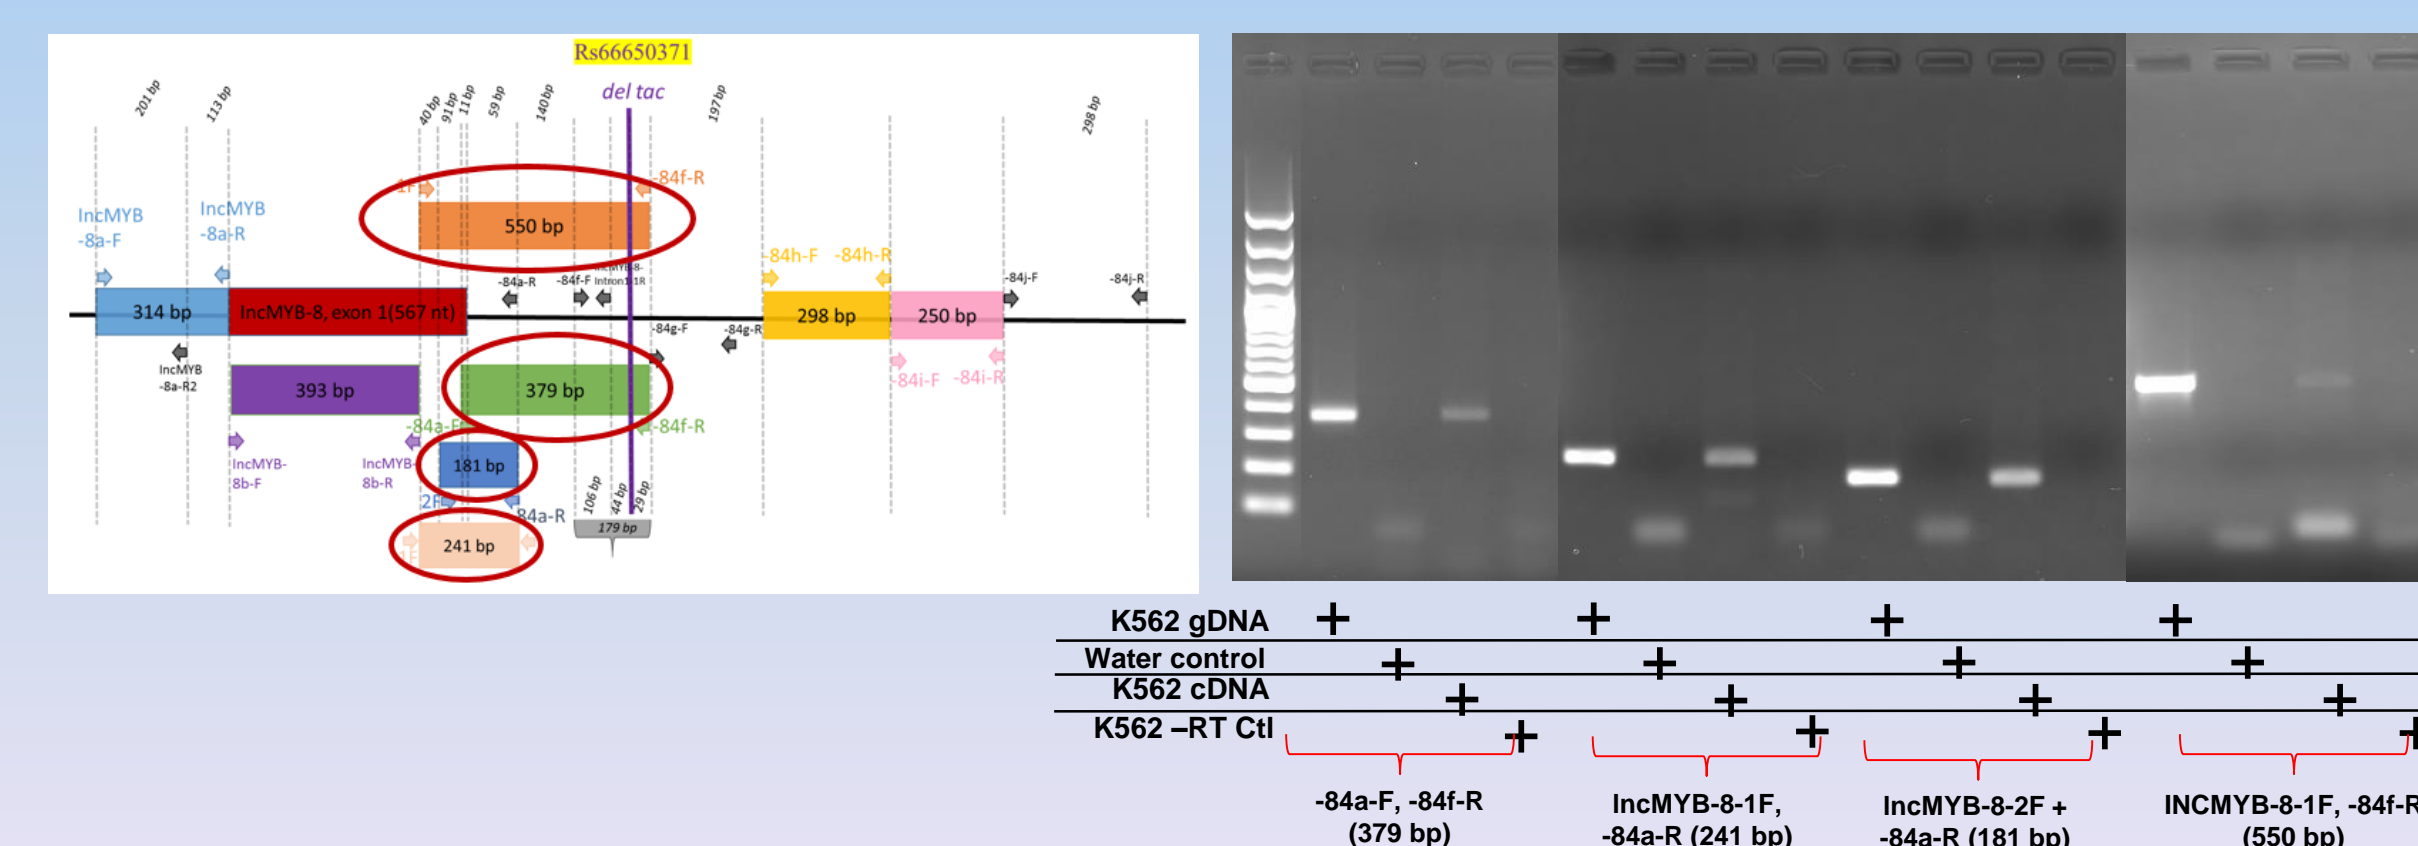 Rs66650371
del tac
201 bp
113 bp
40 bp
91 bp
11 bp
59 bp
140 bp
197 bp
298 bp
1F
-84f-R
550 bp
lncMYB
-8a-F
lncMYB
-8a-R
-84a-R
-84f-F
Intron1-1R
-84h-F
-84h-R
-84j-F
-84j-R
314 bp
lncMYB-8, exon 1(567 nt)
298 bp
250 bp
-84g-F
-84g-R
lncMYB
-8a-R2
393 bp
379 bp
-84i-F
-84i-R
-84a-F
-84f-R
lncMYB-
8b-F
lncMYB-
8b-R
181 bp
2F
84a-R
106 bp
44 bp
29 bp
179 bp
241 bp
K562 gDNA + + + +
Water control + + + +
K562 cDNA + + + +
K562 –RT Ctl + + + +
-84a-F, -84f-R
(379 bp)
lncMYB-8-1F,
-84a-R (241 bp)
lncMYB-8-2F +
-84a-R (181 bp)
lNCMYB-8-1F, -84f-R
(550 bp)